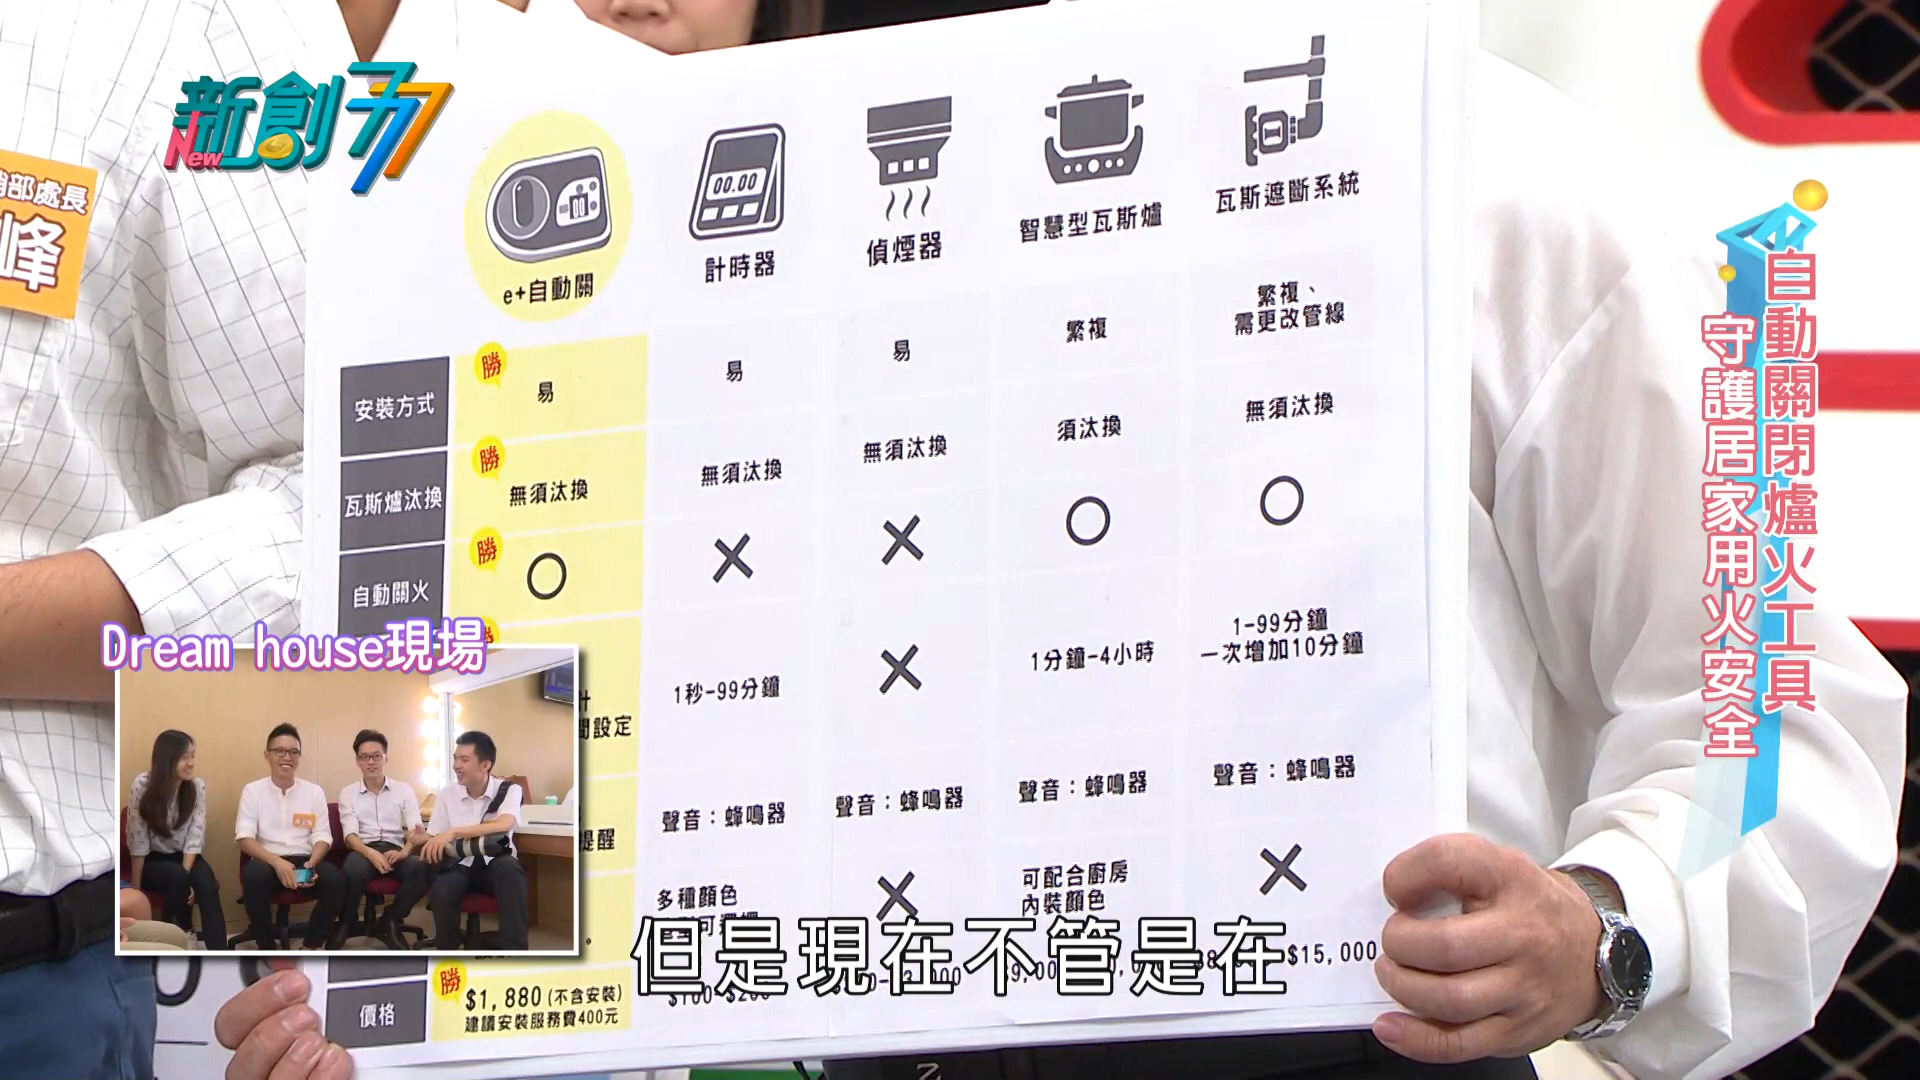 新創77
New
銷部處長
峰
自動關閉爐火工具
守護居家用火安全
e+自動關
計時器
00.00
偵煙器
智慧型瓦斯爐
瓦斯遮斷系統
安裝方式
勝
易
易
易
繁複
繁複、
需更改管線
瓦斯爐汰換
勝
無須汰換
無須汰換
無須汰換
須汰換
無須汰換
自動關火
勝
間設定
1秒-99分鐘
1分鐘-4小時
1-99分鐘
一次增加10分鐘
提醒
聲音：蜂鳴器
聲音：蜂鳴器
聲音：蜂鳴器
聲音：蜂鳴器
多種顏色
可配合廚房
內裝顏色
價格
勝
$1,880(不含安裝)
建議安裝服務費400元
$15,000
Dream house現場
但是現在不管是在